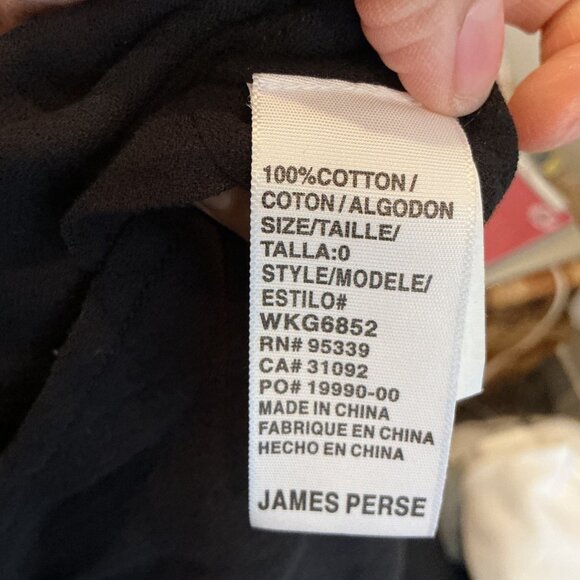 100%COTTON/
COTON/ALGODON
SIZE/TAILLE/
TALLA:0
STYLE/MODELE/
ESTILO#
WKG6852
RN# 95339
CA# 31092
PO# 19990-00
MADE IN CHINA
FABRIQUE EN CHINA
HECHO EN CHINA
JAMES PERSE